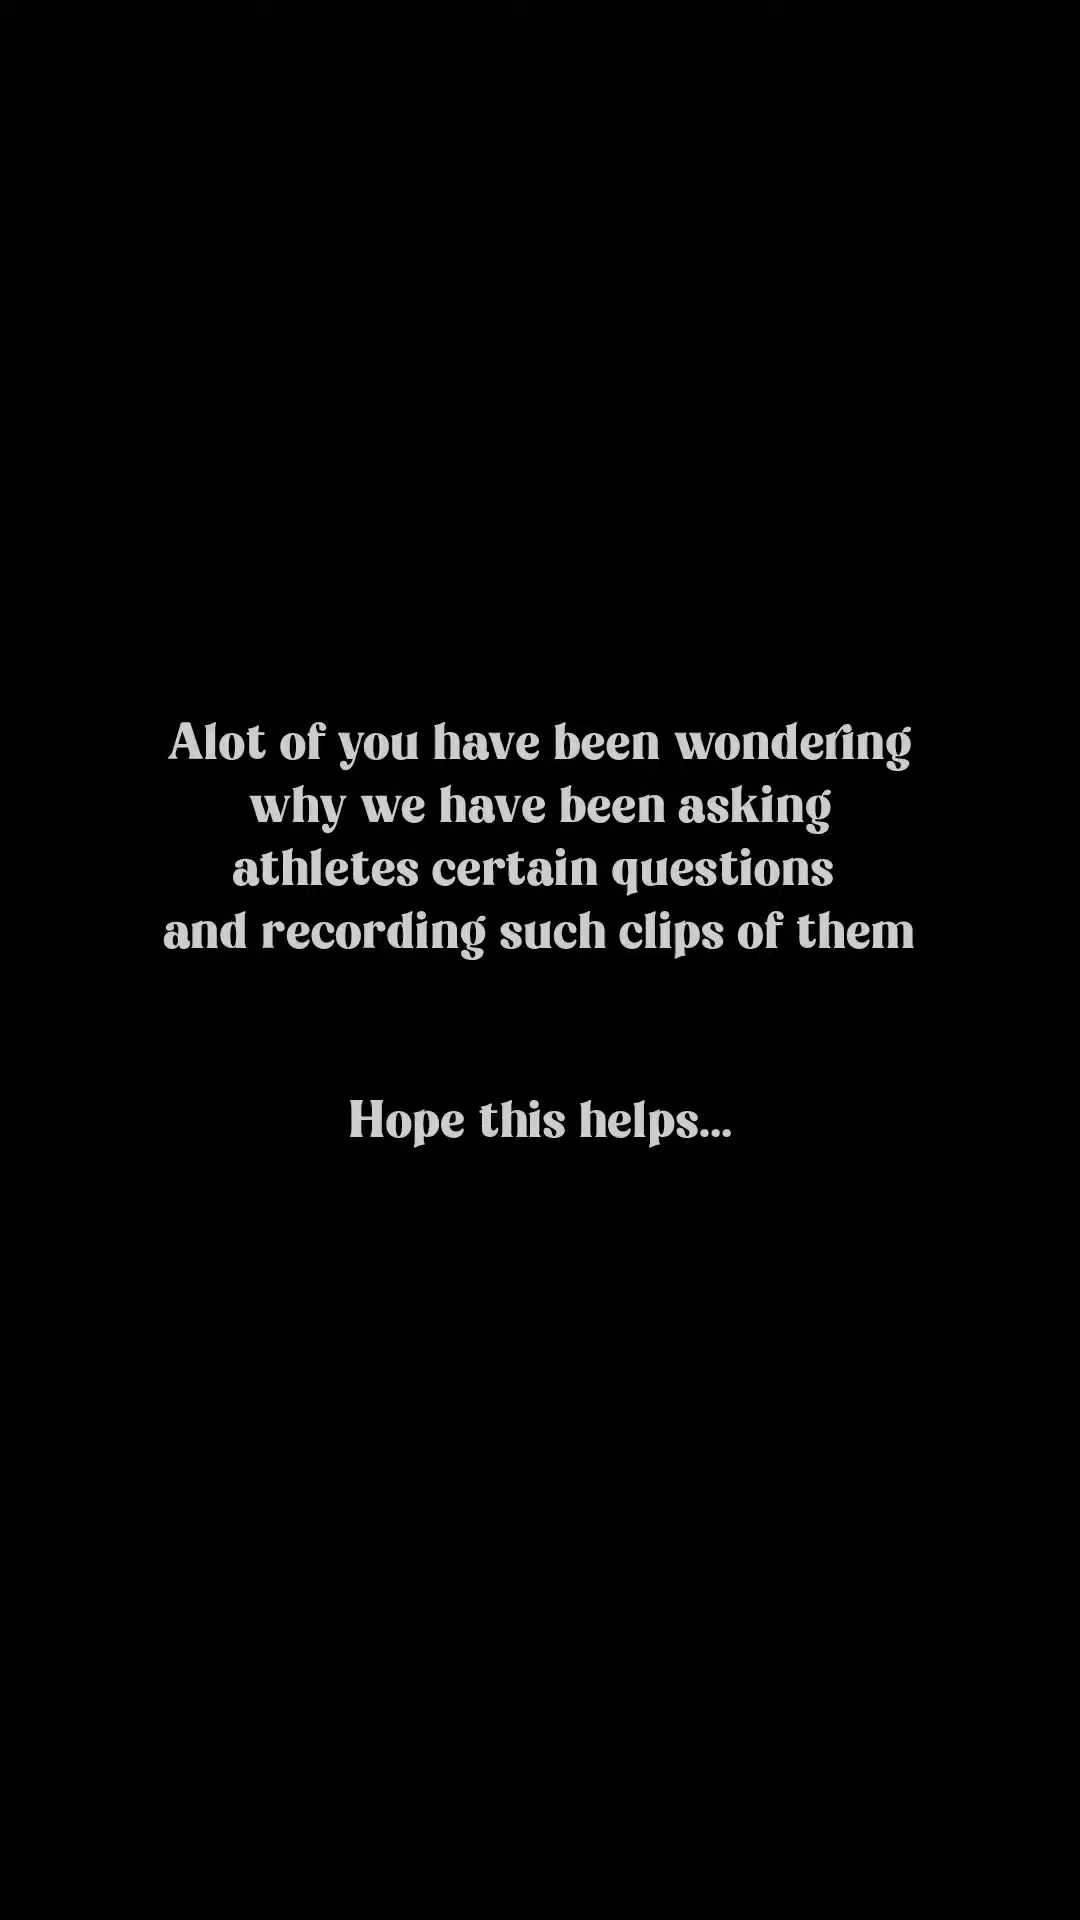 Alot of you have been wondering
why we have been asking
athletes certain questions
and recording such clips of them
Hope this helps...